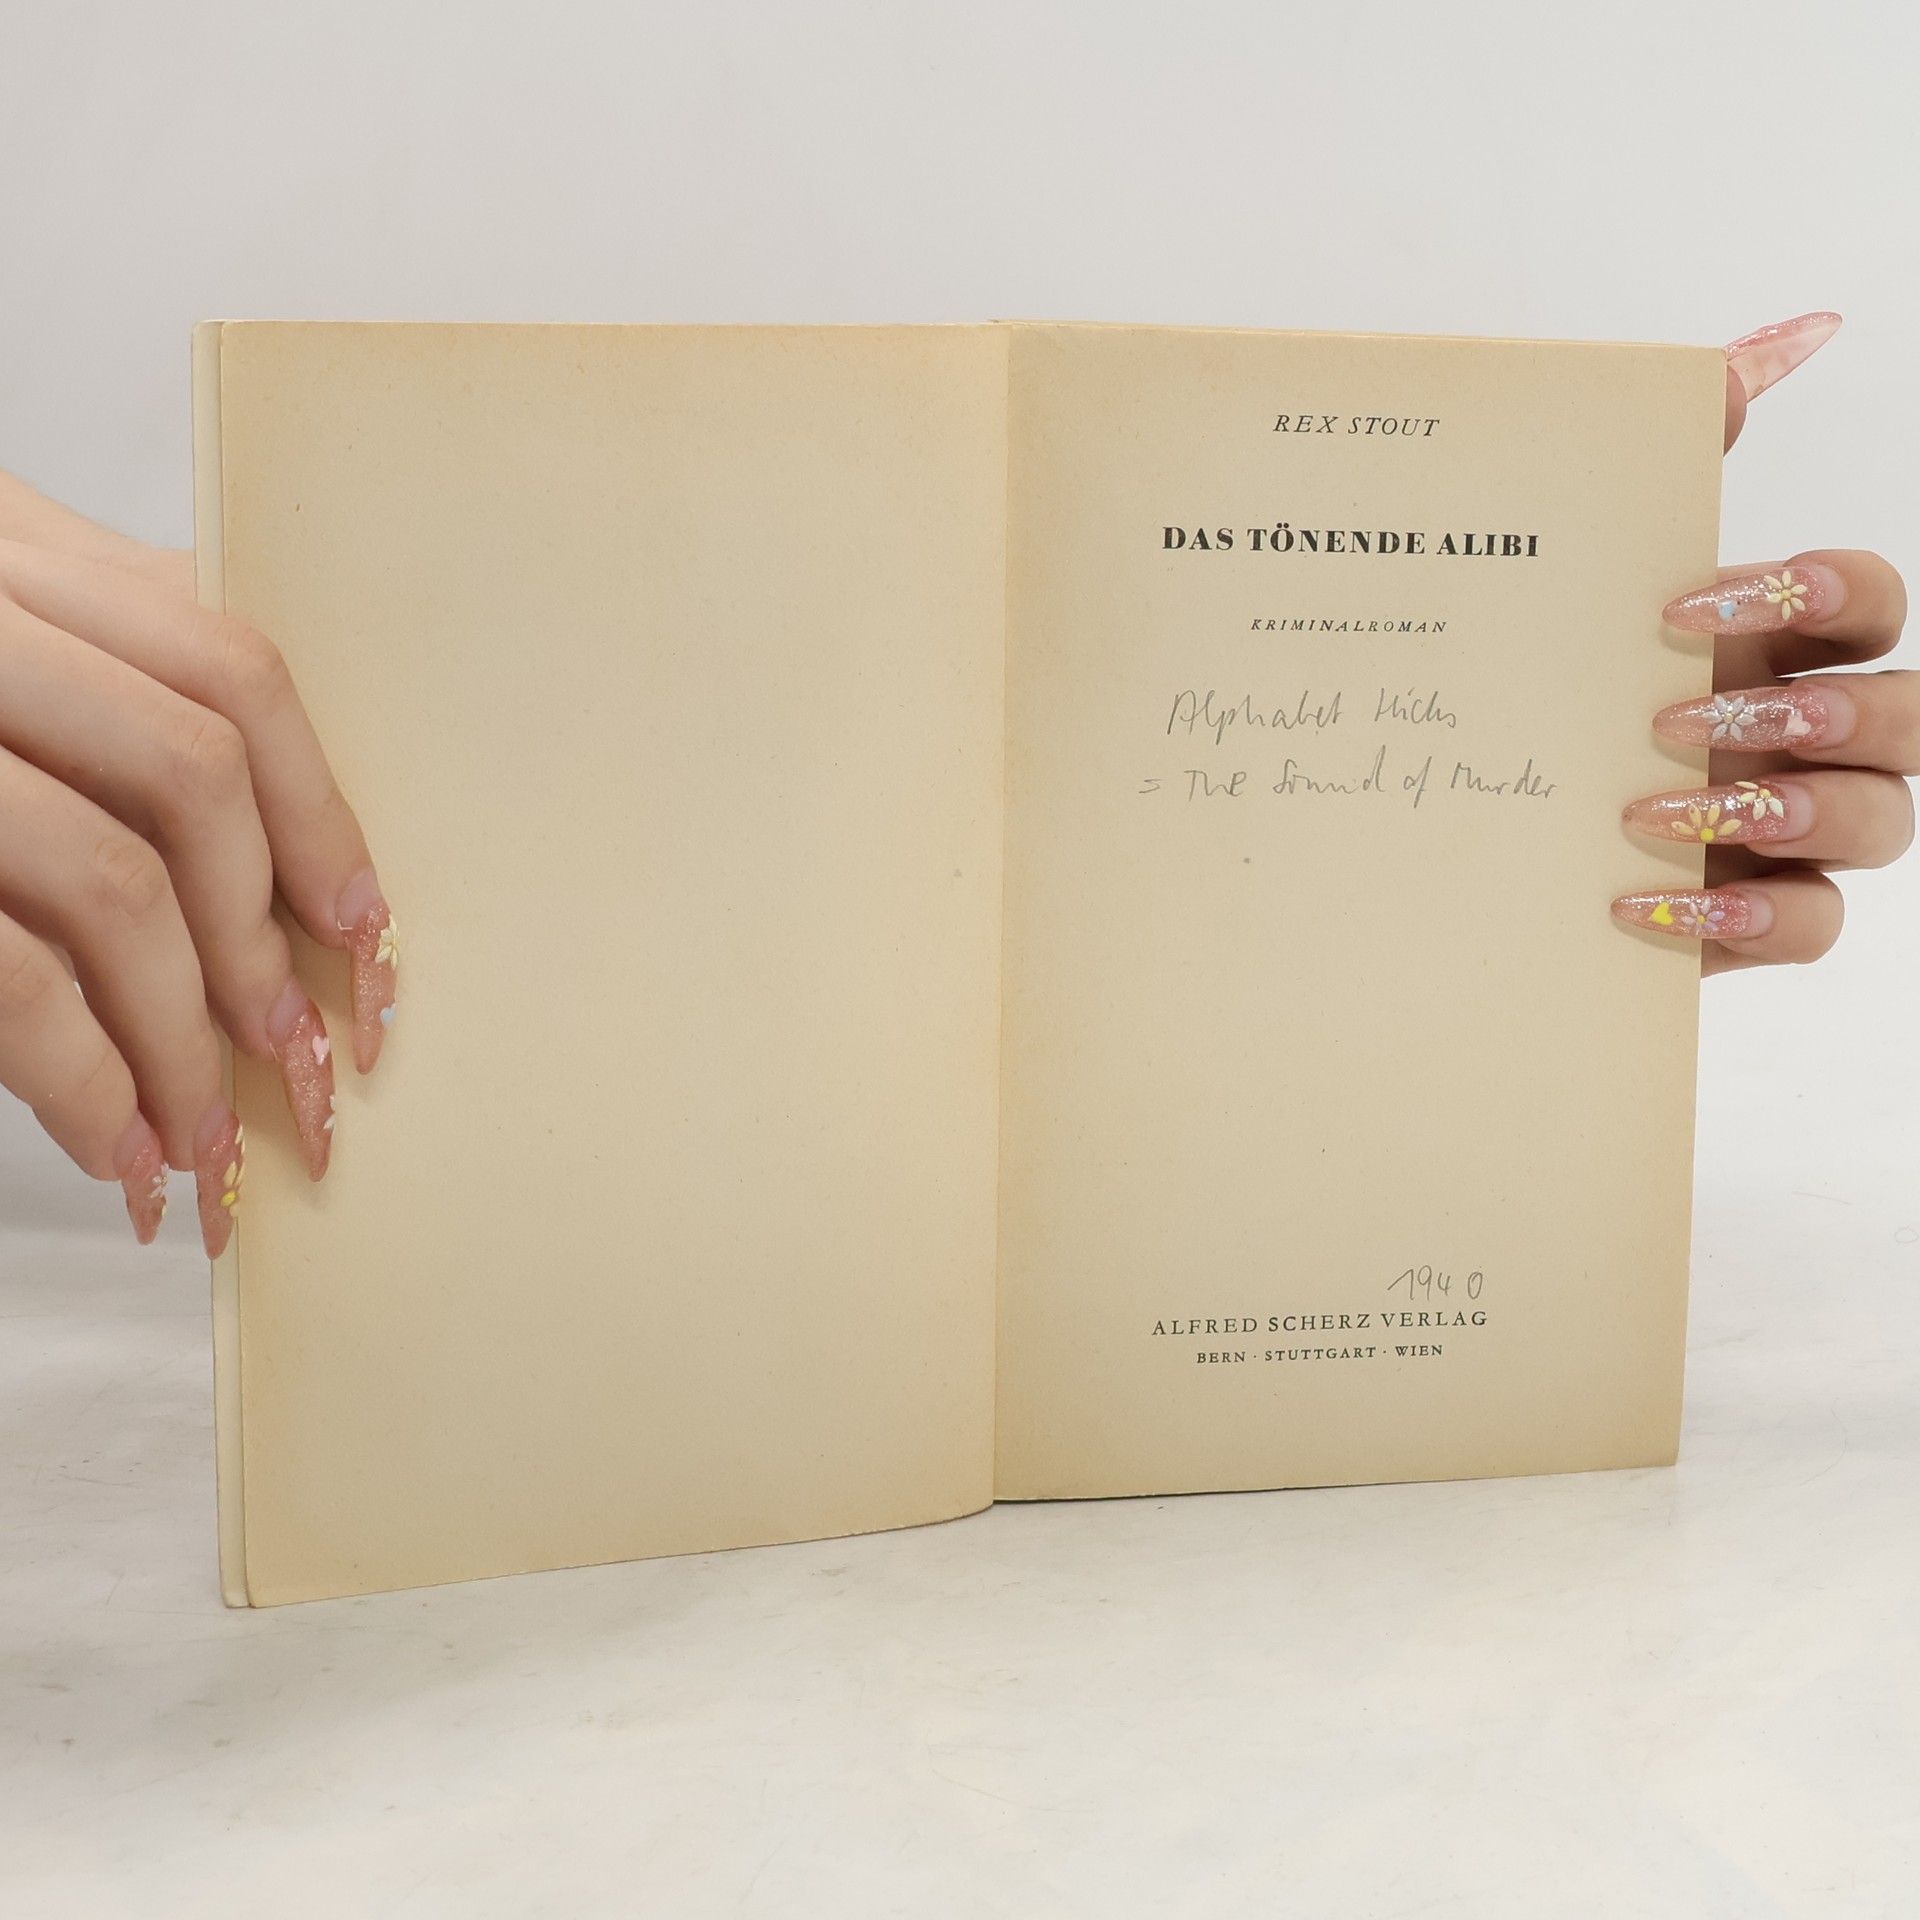 REX STOUT
DAS TÖNENDE ALIBI
KRIMINALROMAN
Alphabet Hicks
= The Sound of Murder
1940
ALFRED SCHERZ VERLAG
BERN · STUTTGART · WIEN